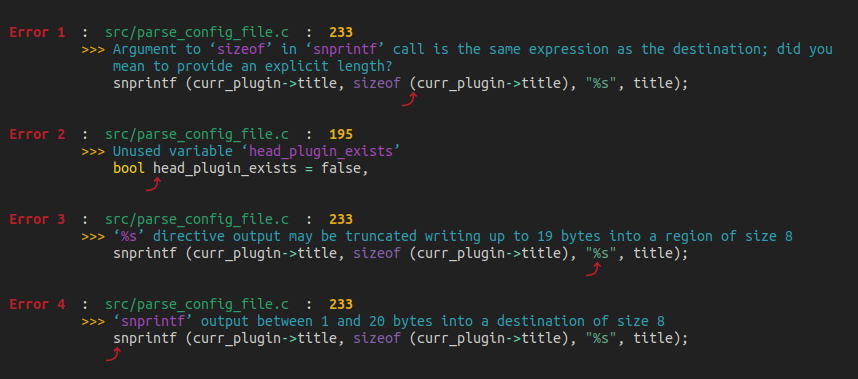 Error 1 : src/parse_config_file.c : 233
>>> Argument to ‘sizeof’ in ‘snprintf’ call is the same expression as the destination; did you
mean to provide an explicit length?
snprintf (curr_plugin->title, sizeof (curr_plugin->title), "%s", title);
Error 2 : src/parse_config_file.c : 195
>>> Unused variable ‘head_plugin_exists’
bool head_plugin_exists = false,
Error 3 : src/parse_config_file.c : 233
>>> ‘%s’ directive output may be truncated writing up to 19 bytes into a region of size 8
snprintf (curr_plugin->title, sizeof (curr_plugin->title), "%s", title);
Error 4 : src/parse_config_file.c : 233
>>> ‘snprintf’ output between 1 and 20 bytes into a destination of size 8
snprintf (curr_plugin->title, sizeof (curr_plugin->title), "%s", title);